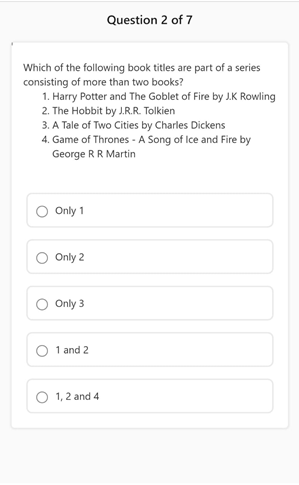 Question 2 of 7
Which of the following book titles are part of a series
consisting of more than two books?
1. Harry Potter and The Goblet of Fire by J.K Rowling
2. The Hobbit by J.R.R. Tolkien
3. A Tale of Two Cities by Charles Dickens
4. Game of Thrones - A Song of Ice and Fire by
George R R Martin
Only 1
Only 2
Only 3
1 and 2
1, 2 and 4